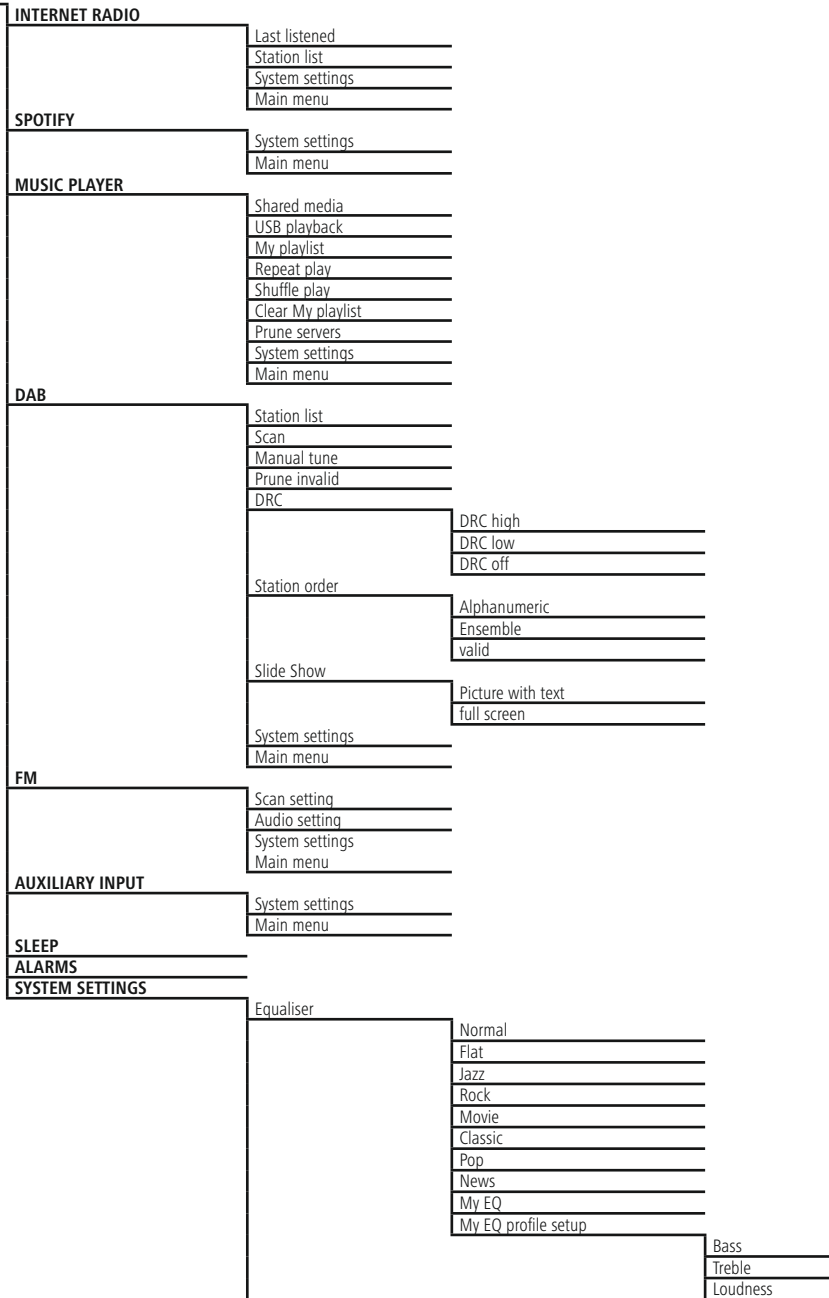 INTERNET RADIO
Last listened
Station list
System settings
Main menu
SPOTIFY
System settings
Main menu
MUSIC PLAYER
Shared media
USB playback
My playlist
Repeat play
Shuffle play
Clear My playlist
Prune servers
System settings
Main menu
DAB
Station list
Scan
Manual tune
Prune invalid
DRC
DRC high
DRC low
DRC off
Station order
Alphanumeric
Ensemble
valid
Slide Show
Picture with text
full screen
System settings
Main menu
FM
Scan setting
Audio setting
System settings
Main menu
AUXILIARY INPUT
System settings
Main menu
SLEEP
ALARMS
SYSTEM SETTINGS
Equaliser
Normal
Flat
Jazz
Rock
Movie
Classic
Pop
News
My EQ
My EQ profile setup
Bass
Treble
Loudness